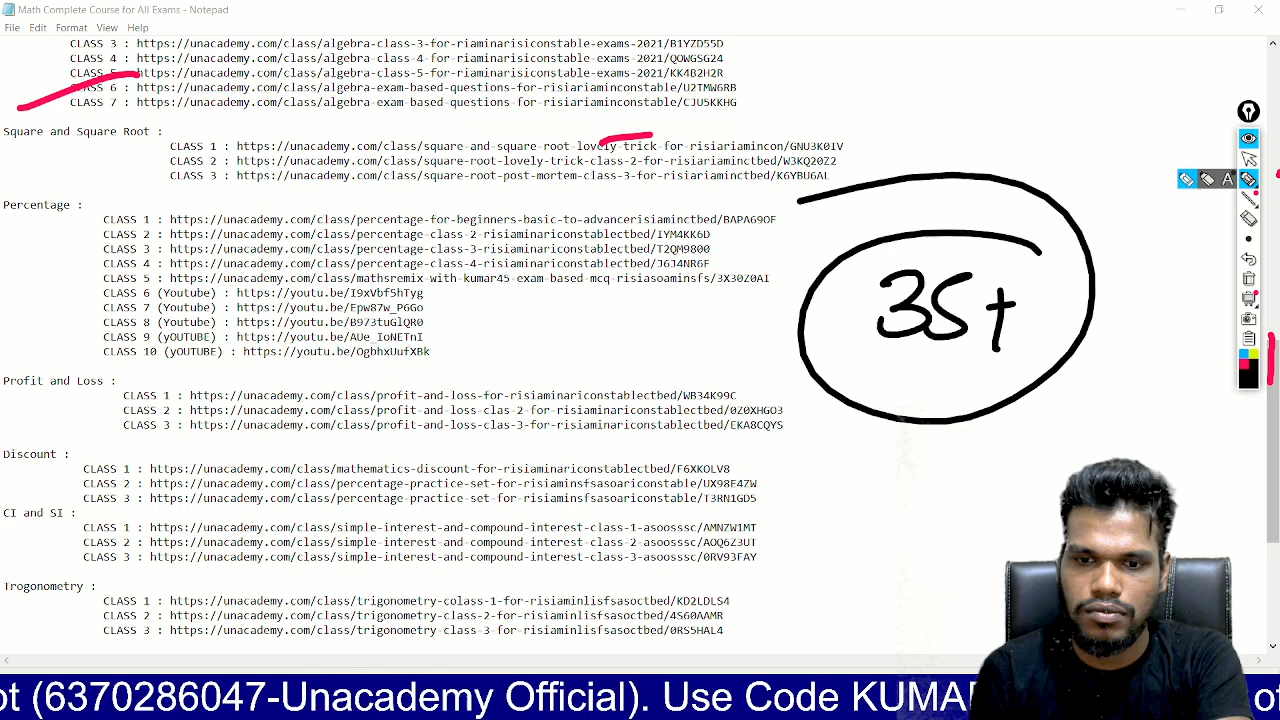 Math Complete Course for All Exams - Notepad
File Edit Format View Help
CLASS 3 : https://unacademy.com/class/algebra-class-3-for-riaminarisiconstable-exams-2021/B1YZD55D
CLASS 4 : https://unacademy.com/class/algebra-class-4-for-riaminarisiconstable-exams-2021/QOWGSG24
CLASS 5 : https://unacademy.com/class/algebra-class-5-for-riaminarisiconstable-exams-2021/KK4B2H2R
CLASS 6 : https://unacademy.com/class/algebra-exam-based-questions-for-risiariaminconstable/U2TMW6RB
CLASS 7 : https://unacademy.com/class/algebra-exam-based-questions-for-risiariaminconstable/CJU5KKHG
Square and Square Root :
CLASS 1 : https://unacademy.com/class/square-and-square-root-lovely-trick-for-risiariamincon/GNU3K0IV
CLASS 2 : https://unacademy.com/class/square-root-lovely-trick-class-2-for-risiariaminctbed/W3KQ20Z2
CLASS 3 : https://unacademy.com/class/square-root-post-mortem-class-3-for-risiariaminctbed/K6YBU6AL
Percentage :
CLASS 1 : https://unacademy.com/class/percentage-for-beginners-basic-to-advancerisiaminctbed/BAPA69OF
CLASS 2 : https://unacademy.com/class/percentage-class-2-risiaminariconstablectbed/IYM4KK6D
CLASS 3 : https://unacademy.com/class/percentage-class-3-risiaminariconstablectbed/T2QM9800
CLASS 4 : https://unacademy.com/class/percentage-class-4-risiaminariconstablectbed/J6J4NR6F
CLASS 5 : https://unacademy.com/class/mathsremix-with-kumar45-exam-based-mcq-risiasoaminsfs/3X30Z0AI
CLASS 6 (Youtube) : https://youtu.be/I9xVbf5hTyg
CLASS 7 (Youtube) : https://youtu.be/Epw87w_P6Go
CLASS 8 (Youtube) : https://youtu.be/B973tuGlQR0
CLASS 9 (yOUTUBE) : https://youtu.be/AUe_IoNETnI
CLASS 10 (yOUTUBE) : https://youtu.be/OgbhxUufXBk
35+
Profit and Loss :
CLASS 1 : https://unacademy.com/class/profit-and-loss-for-risiaminariconstablectbed/WB34K99C
CLASS 2 : https://unacademy.com/class/profit-and-loss-clas-2-for-risiaminariconstablectbed/0Z0XHGO3
CLASS 3 : https://unacademy.com/class/profit-and-loss-clas-3-for-risiaminariconstablectbed/EKA8CQYS
Discount :
CLASS 1 : https://unacademy.com/class/mathematics-discount-for-risiaminariconstablectbed/F6XKOLV8
CLASS 2 : https://unacademy.com/class/percentage-practice-set-for-risiaminsfsasoariconstable/UX98E4ZW
CLASS 3 : https://unacademy.com/class/percentage-practice-set-for-risiaminsfsasoariconstable/T3RN1GD5
CI and SI :
CLASS 1 : https://unacademy.com/class/simple-interest-and-compound-interest-class-1-asoosssc/AMNZW1MT
CLASS 2 : https://unacademy.com/class/simple-interest-and-compound-interest-class-2-asoosssc/AOQ6Z3UT
CLASS 3 : https://unacademy.com/class/simple-interest-and-compound-interest-class-3-asoosssc/0RV93FAY
Trogonometry :
CLASS 1 : https://unacademy.com/class/trigonometry-colass-1-for-risiaminlisfsasoctbed/KD2LDLS4
CLASS 2 : https://unacademy.com/class/trigonometry-class-2-for-risiaminlisfsasoctbed/4S60AAMR
CLASS 3 : https://unacademy.com/class/trigonometry-class-3-for-risiaminlisfsasoctbed/0RS5HAL4
ot (6370286047-Unacademy Official). Use Code KUMA ot